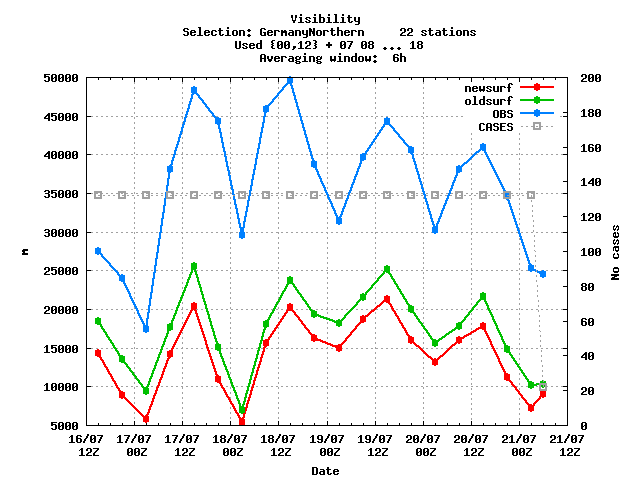 Visibility
Selection: GermanyNorthern 22 stations
Used {00,12} + 07 08 ... 18
Averaging window: 6h
newsurf
oldsurf
OBS
CASES
50000
45000
40000
35000
30000
25000
20000
15000
10000
5000
m
200
180
160
140
120
100
80
60
40
20
0
No cases
16/07 17/07 17/07 18/07 18/07 19/07 19/07 20/07 20/07 21/07 21/07
12Z 00Z 12Z 00Z 12Z 00Z 12Z 00Z 12Z 00Z 12Z
Date